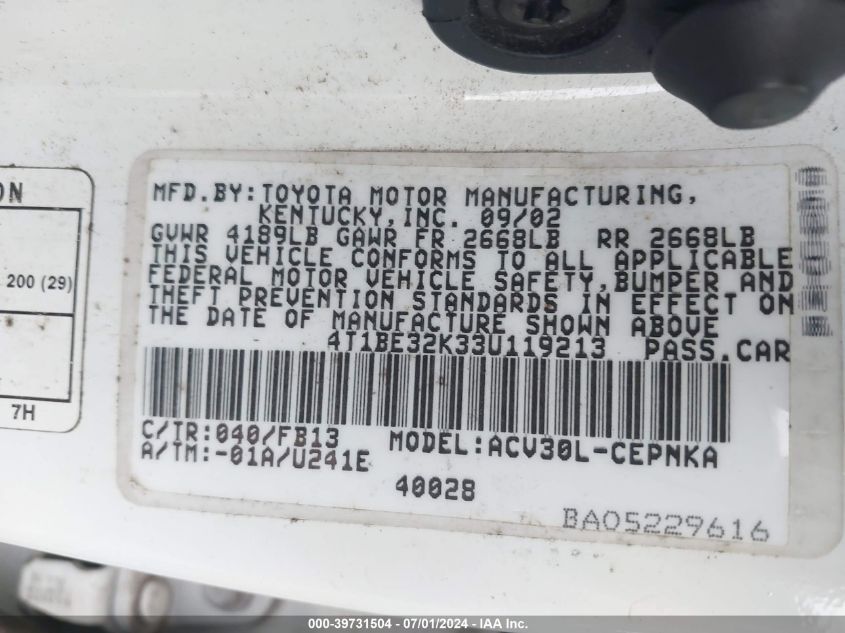 ON
200 (29)
7H
MFD.BY:TOYOTA MOTOR MANUFACTURING,
KENTUCKY,INC. 09/02
GVWR 4189LB GAWR FR 2668LB RR 2668LB
THIS VEHICLE CONFORMS TO ALL APPLICABLE
FEDERAL MOTOR VEHICLE SAFETY,BUMPER AND
THEFT PREVENTION STANDARDS IN EFFECT ON
THE DATE OF MANUFACTURE SHOWN ABOVE
4T1BE32K33U119213 PASS.CAR
C/TR:040/FB13 MODEL:ACV30L-CEPNKA
A/TM:-01A/U241E
40028
BA05229616
000-39731504 - 07/01/2024 - IAA Inc.